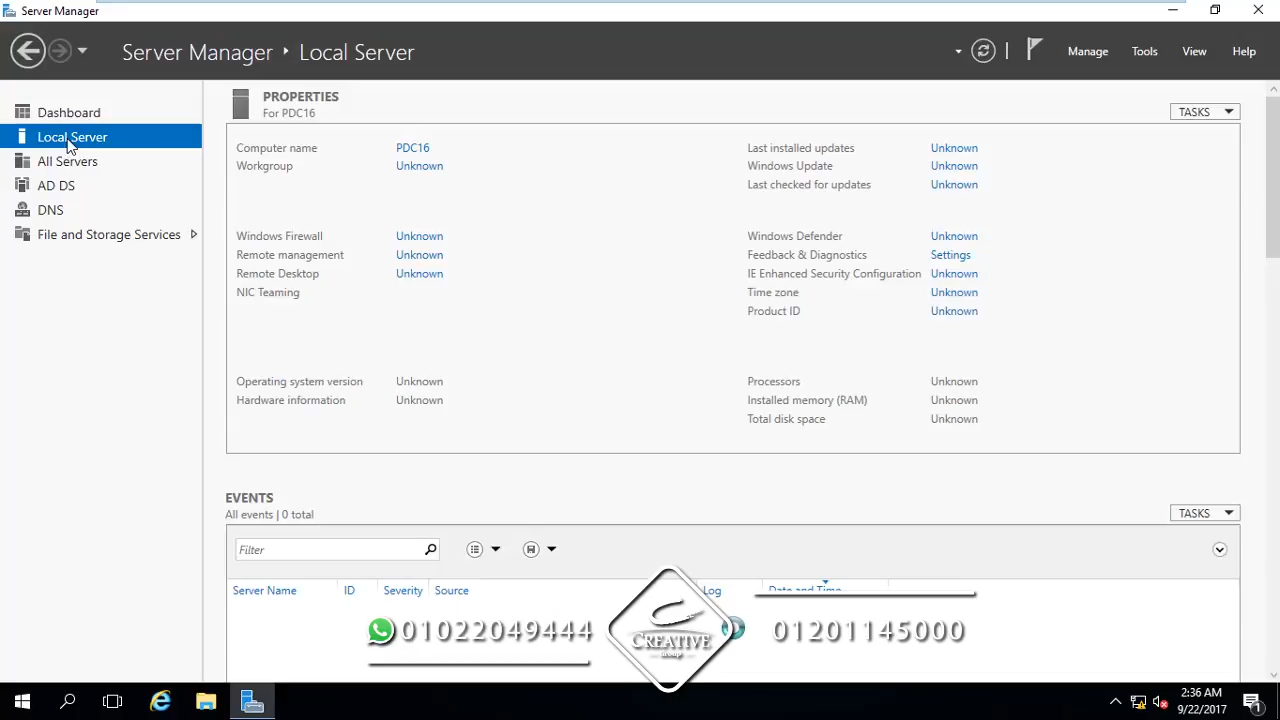 Server Manager
Server Manager ‣ Local Server
Manage Tools View Help
Dashboard
Local Server
All Servers
AD DS
DNS
File and Storage Services
PROPERTIES
For PDC16
TASKS
Computer name PDC16
Workgroup Unknown
Last installed updates Unknown
Windows Update Unknown
Last checked for updates Unknown
Windows Firewall Unknown
Remote management Unknown
Remote Desktop Unknown
NIC Teaming
Windows Defender Unknown
Feedback & Diagnostics Settings
IE Enhanced Security Configuration Unknown
Time zone Unknown
Product ID Unknown
Operating system version Unknown
Hardware information Unknown
Processors Unknown
Installed memory (RAM) Unknown
Total disk space Unknown
EVENTS
All events | 0 total
TASKS
Filter
Server Name ID Severity Source Log Date and Time
01022049444
CREATIVE
Group
01201145000
2:36 AM
9/22/2017
1